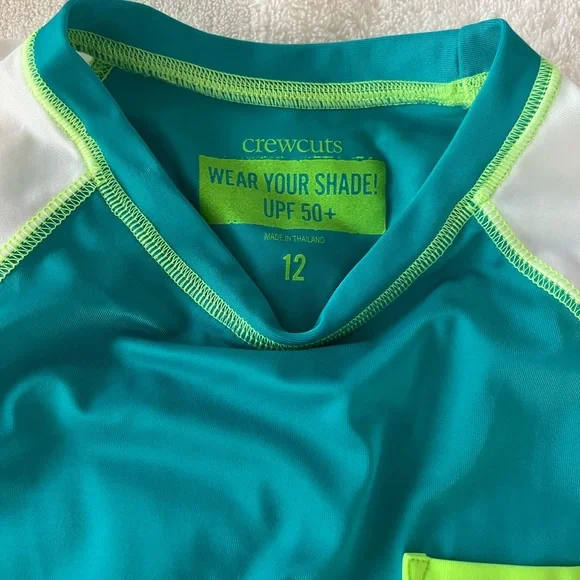 crewcuts
WEAR YOUR SHADE!
UPF 50+
MADE IN THAILAND
12